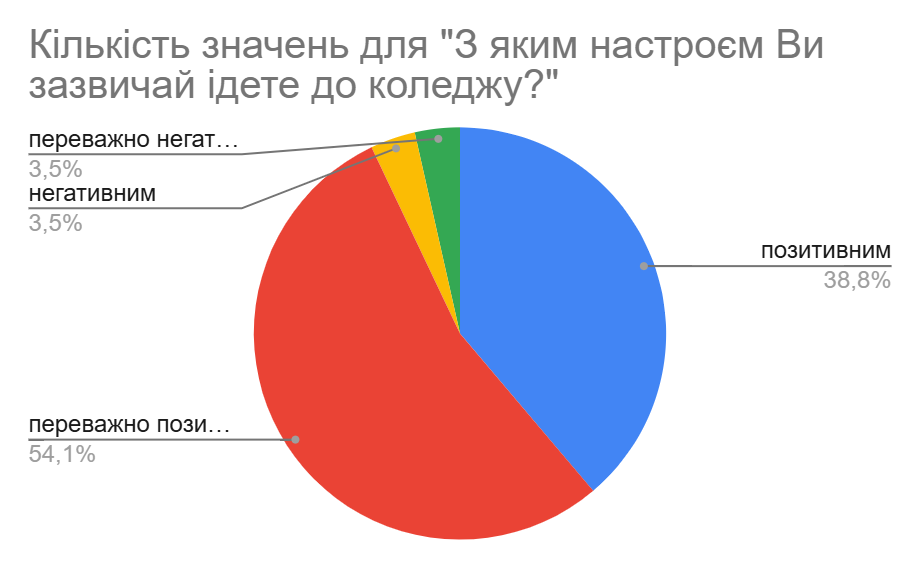 Кількість значень для "З яким настроєм Ви
зазвичай ідете до коледжу?"
переважно негат…
3,5%
негативним
3,5%
позитивним
38,8%
переважно пози…
54,1%